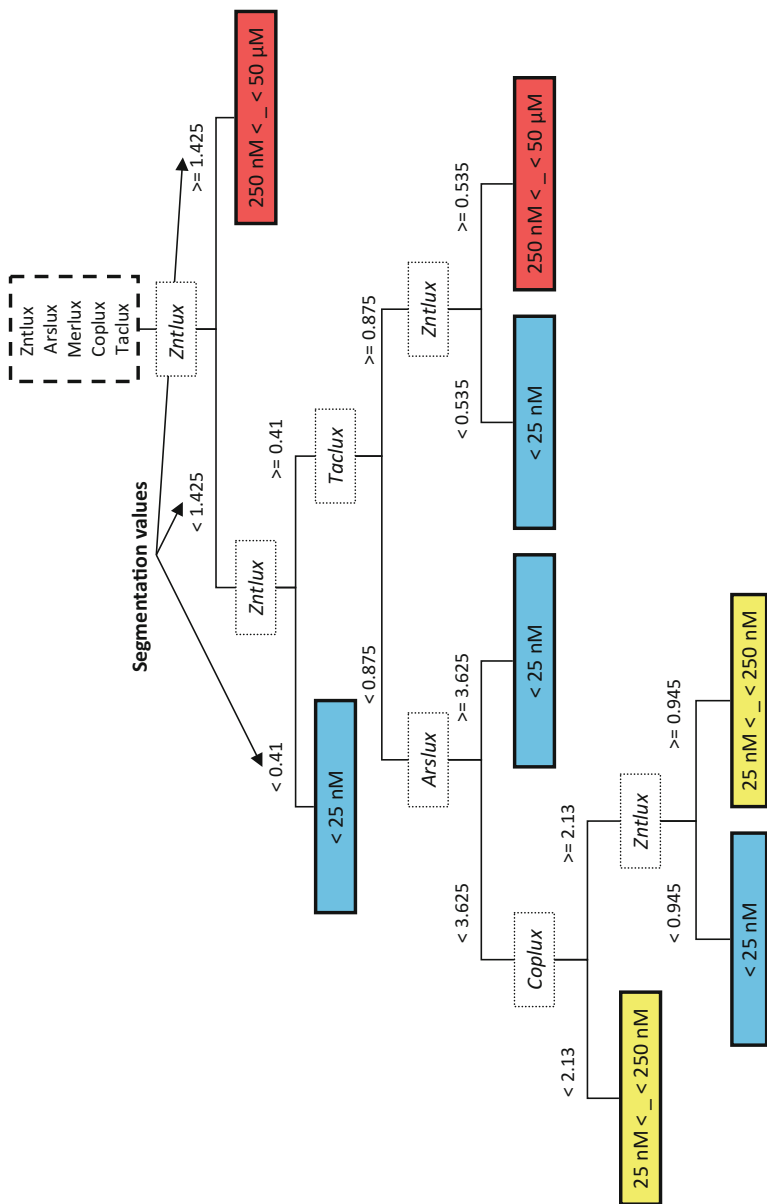 Zntlux
Arslux
Merlux
Coplux
Taclux
Segmentation values
Zntlux
< 1.425
>= 1.425
Zntlux
250 nM < _ < 50 µM
< 0.41
>= 0.41
< 25 nM
Taclux
< 0.875
>= 0.875
Arslux
Zntlux
< 3.625
>= 3.625
< 0.535
>= 0.535
Coplux
< 25 nM
< 25 nM
250 nM < _ < 50 µM
< 2.13
>= 2.13
25 nM < _ < 250 nM
Zntlux
< 0.945
>= 0.945
< 25 nM
25 nM < _ < 250 nM